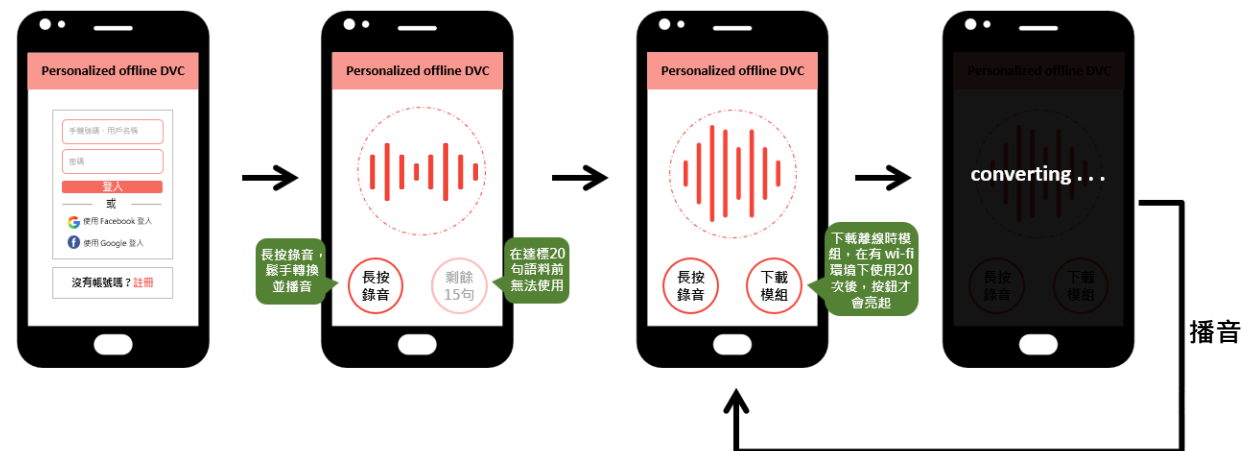 Personalized offline DVC
手機號碼、用戶名稱
密碼
登入
或
使用 Facebook 登入
使用 Google 登入
沒有帳號嗎？註冊
Personalized offline DVC
長按錄音，
鬆手轉換
並播音
長按
錄音
剩餘
15句
在達標20
句語料前
無法使用
Personalized offline DVC
長按
錄音
下載
模組
下載離線時模
組，在有 wi-fi
環境下使用20
次後，按鈕才
會亮起
Personalized offline DVC
converting . . .
長按
錄音
下載
模組
播音